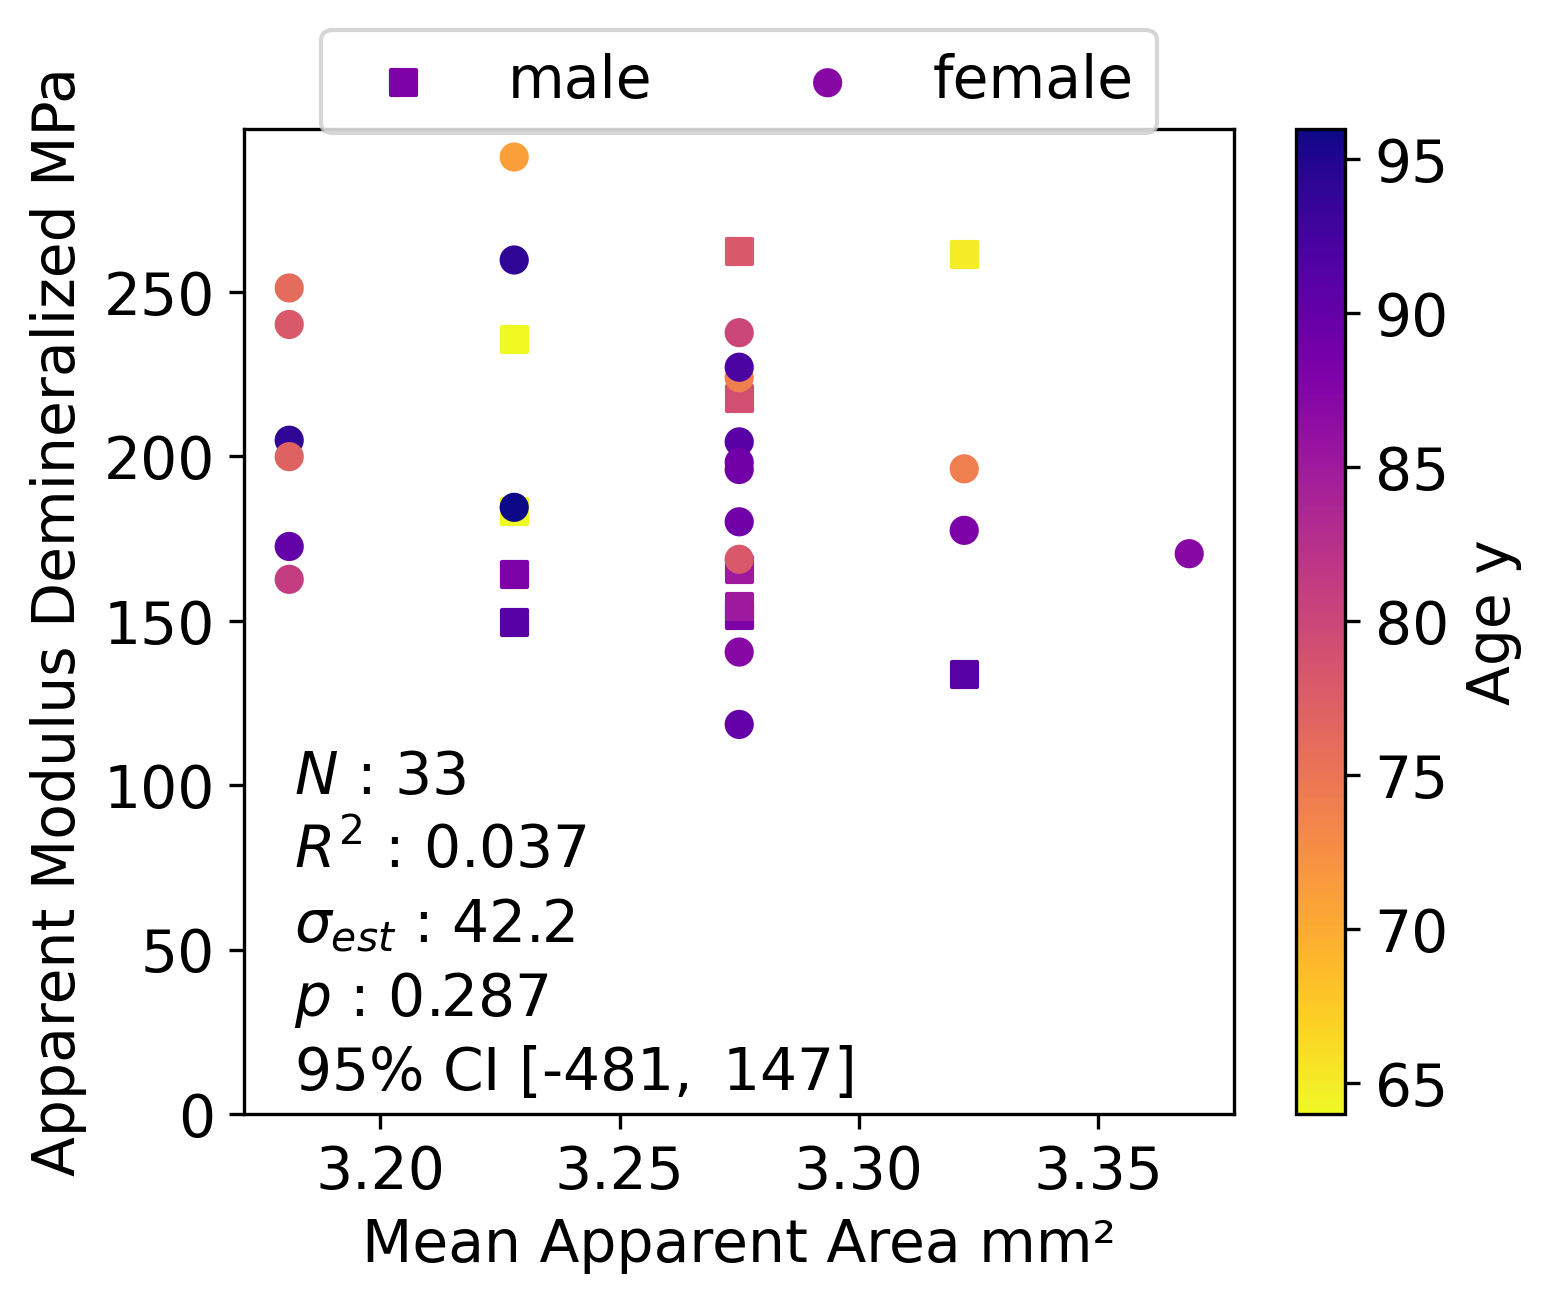 male female
Apparent Modulus Demineralized MPa
250
200
150
100
50
0
N : 33
R² : 0.037
σest : 42.2
p : 0.287
95% CI [-481, 147]
3.20 3.25 3.30 3.35
Mean Apparent Area mm²
95
90
85
80
75
70
65
Age y